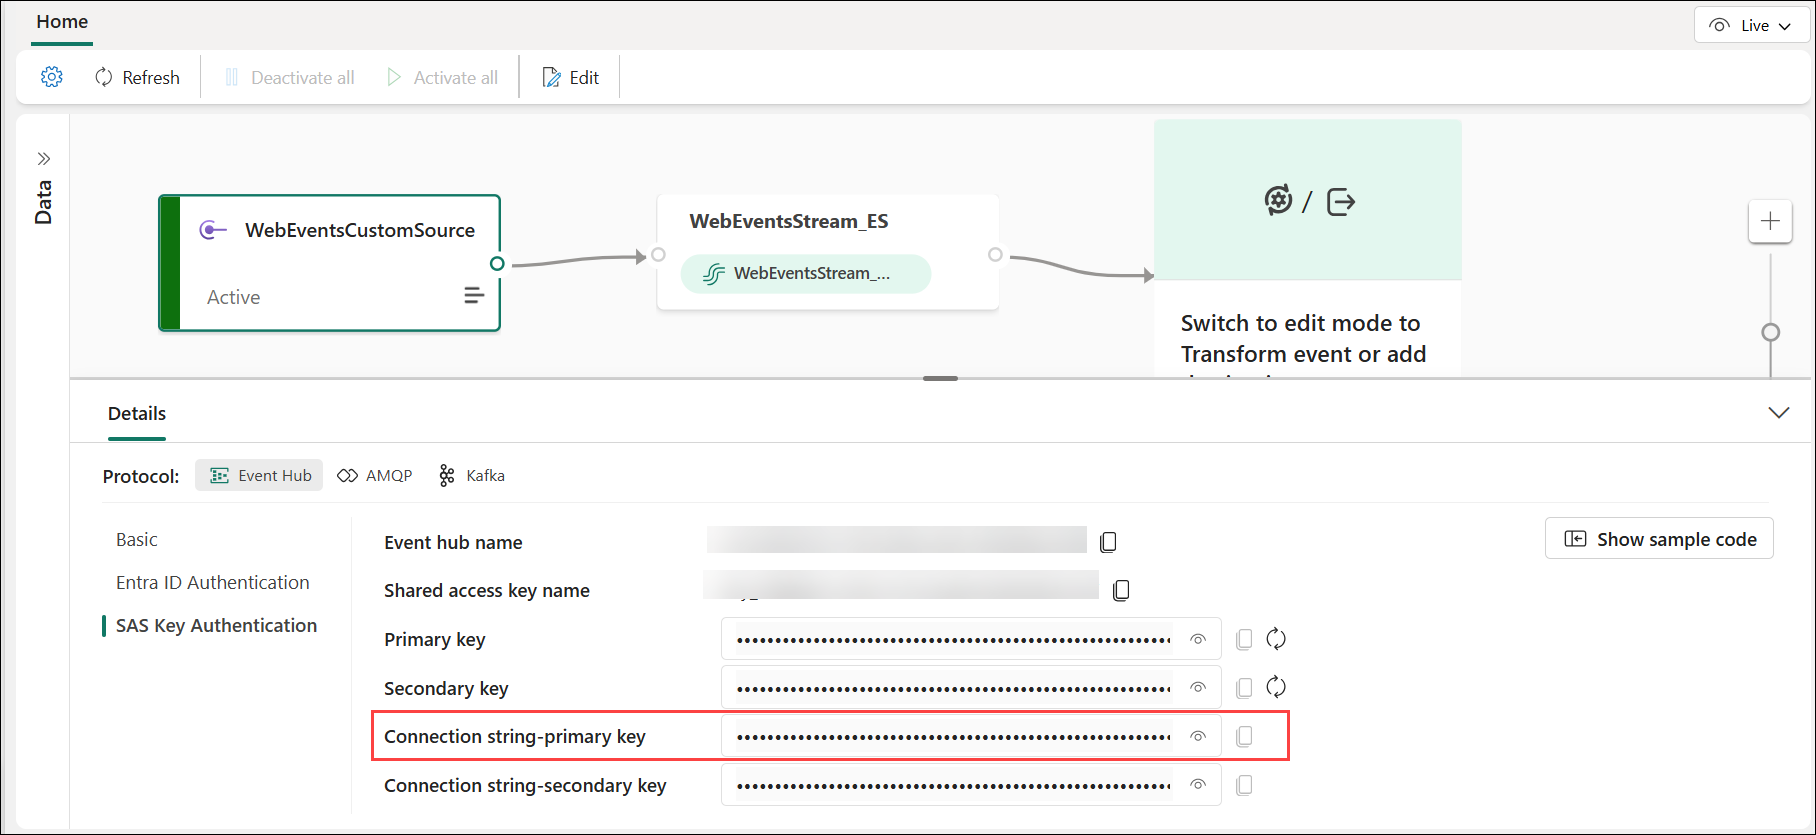 Home
Live
Refresh
Deactivate all
Activate all
Edit
Data
WebEventsCustomSource
Active
WebEventsStream_ES
WebEventsStream_...
/
Switch to edit mode to
Transform event or add
Details
Protocol:
Event Hub
AMQP
Kafka
Basic
Entra ID Authentication
SAS Key Authentication
Event hub name
Shared access key name
Primary key
Secondary key
Connection string-primary key
Connection string-secondary key
Show sample code